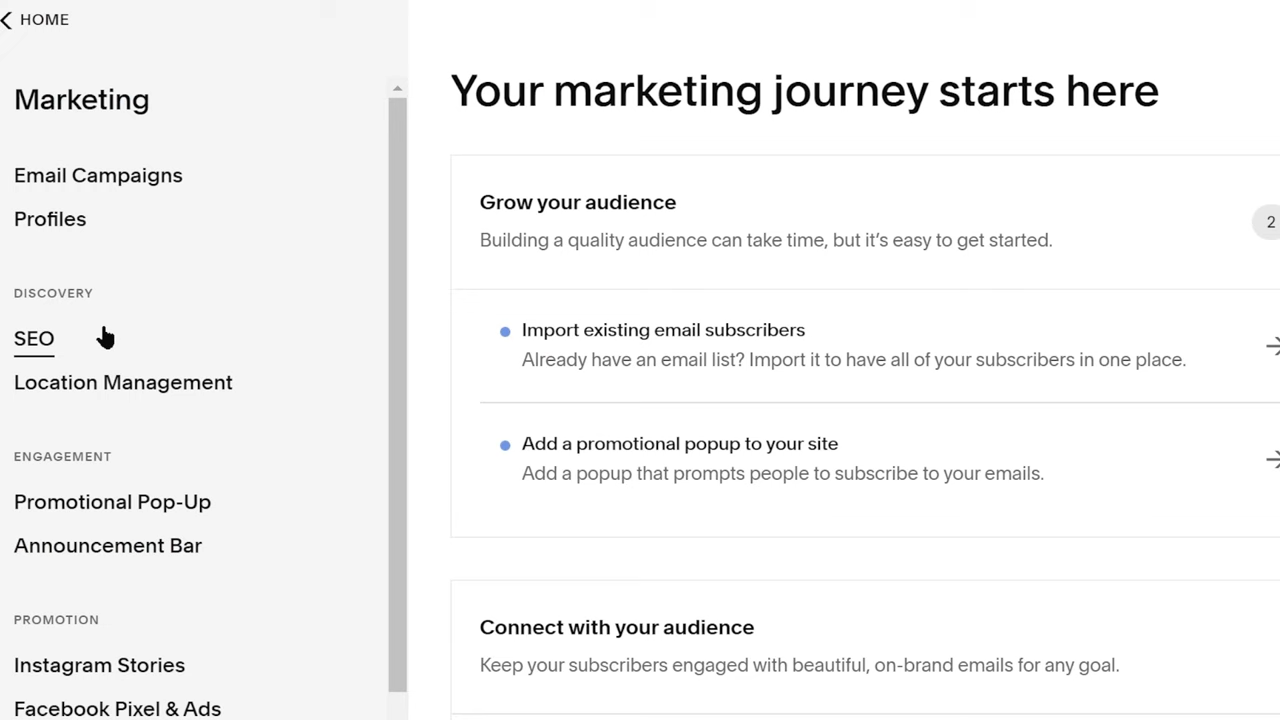 HOME
Marketing
Email Campaigns
Profiles
DISCOVERY
SEO
Location Management
ENGAGEMENT
Promotional Pop-Up
Announcement Bar
PROMOTION
Instagram Stories
Facebook Pixel & Ads
Your marketing journey starts here
Grow your audience
Building a quality audience can take time, but it's easy to get started.
2
Import existing email subscribers
Already have an email list? Import it to have all of your subscribers in one place.
Add a promotional popup to your site
Add a popup that prompts people to subscribe to your emails.
Connect with your audience
Keep your subscribers engaged with beautiful, on-brand emails for any goal.